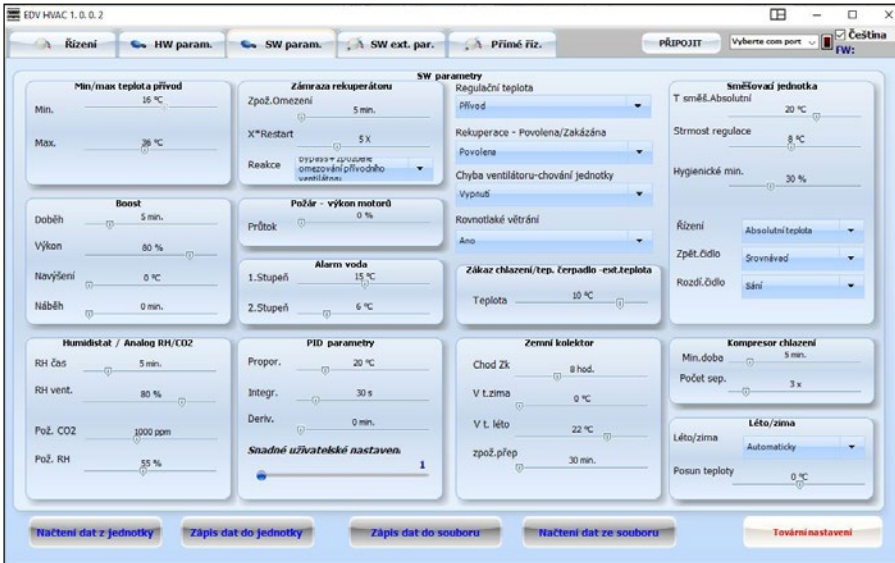 EDV HVAC 1. 0. 0. 2
Řízení
HW param.
SW param.
SW ext. par.
Přímé říz.
PŘIPOJIT
Vyberte com port
Čeština
FW:
SW parametry
Min/max teplota přívod
Min.
16 °C
Max.
36 °C
Zámraza rekuperátoru
Zpož.Omezení
5 min.
X*Restart
5 X
Reakce
bypass+ zpožděné
omezování přívodního
ventilátoru
Regulační teplota
Přívod
Rekuperace - Povolena/Zakázána
Povolena
Chyba ventilátoru-chování jednotky
Vypnutí
Rovnotlaké větrání
Ano
Směšovací jednotka
T směš.Absolutní
20 °C
Strmost regulace
8 °C
Hygienické min.
30 %
Řízení
Absolutní teplota
Zpět.čidlo
Srovnávací
Rozdí.čidlo
Sání
Boost
Doběh
5 min.
Výkon
80 %
Navýšení
0 °C
Náběh
0 min.
Požár - výkon motorů
Průtok
0 %
Alarm voda
1.Stupeň
15 °C
2.Stupeň
6 °C
Zákaz chlazení/tep. čerpadlo -ext.teplota
Teplota
10 °C
Humidistat / Analog RH/CO2
RH čas
5 min.
RH vent.
80 %
Pož. CO2
1000 ppm
Pož. RH
55 %
PID parametry
Propor.
20 °C
Integr.
30 s
Deriv.
0 min.
Snadné uživatelské nastavení
1
Zemní kolektor
Chod Zk
8 hod.
V t.zima
0 °C
V t. léto
22 °C
zpož.přep
30 min.
Kompresor chlazení
Min.doba
5 min.
Počet sep.
3 x
Léto/zima
Léto/zima
Automaticky
Posun teploty
0 °C
Načtení dat z jednotky
Zápis dat do jednotky
Zápis dat do souboru
Načtení dat ze souboru
Tovární nastavení